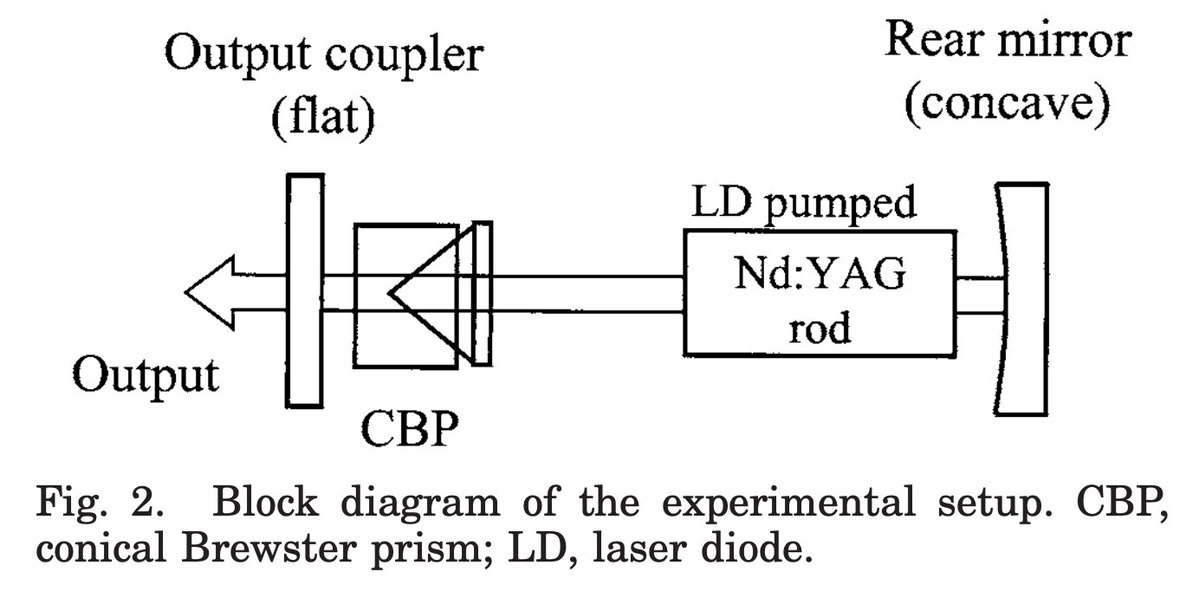 Output coupler
(flat)
Rear mirror
(concave)
LD pumped
Nd:YAG
rod
Output
CBP
Fig. 2. Block diagram of the experimental setup. CBP,
conical Brewster prism; LD, laser diode.